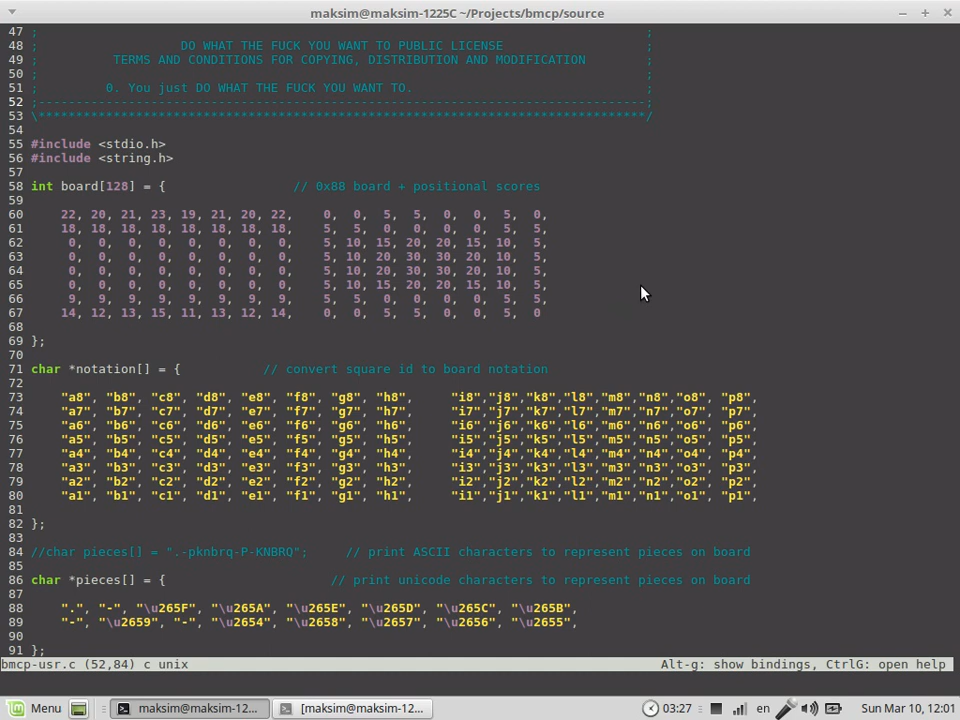 maksim@maksim-1225C ~/Projects/bmcp/source
47 ; ;
48 ; DO WHAT THE FUCK YOU WANT TO PUBLIC LICENSE ;
49 ; TERMS AND CONDITIONS FOR COPYING, DISTRIBUTION AND MODIFICATION ;
50 ; ;
51 ; 0. You just DO WHAT THE FUCK YOU WANT TO. ;
52 ;---------------------------------------------------------------------------------;
53 \*********************************************************************************/
54
55 #include <stdio.h>
56 #include <string.h>
57
58 int board[128] = { // 0x88 board + positional scores
59
60 22, 20, 21, 23, 19, 21, 20, 22, 0, 0, 5, 5, 0, 0, 5, 0,
61 18, 18, 18, 18, 18, 18, 18, 18, 5, 5, 0, 0, 0, 0, 5, 5,
62 0, 0, 0, 0, 0, 0, 0, 0, 5, 10, 15, 20, 20, 15, 10, 5,
63 0, 0, 0, 0, 0, 0, 0, 0, 5, 10, 20, 30, 30, 20, 10, 5,
64 0, 0, 0, 0, 0, 0, 0, 0, 5, 10, 20, 30, 30, 20, 10, 5,
65 0, 0, 0, 0, 0, 0, 0, 0, 5, 10, 15, 20, 20, 15, 10, 5,
66 9, 9, 9, 9, 9, 9, 9, 9, 5, 5, 0, 0, 0, 0, 5, 5,
67 14, 12, 13, 15, 11, 13, 12, 14, 0, 0, 5, 5, 0, 0, 5, 0
68
69 };
70
71 char *notation[] = { // convert square id to board notation
72
73 "a8", "b8", "c8", "d8", "e8", "f8", "g8", "h8", "i8","j8","k8","l8","m8","n8","o8", "p8",
74 "a7", "b7", "c7", "d7", "e7", "f7", "g7", "h7", "i7","j7","k7","l7","m7","n7","o7", "p7",
75 "a6", "b6", "c6", "d6", "e6", "f6", "g6", "h6", "i6","j6","k6","l6","m6","n6","o6", "p6",
76 "a5", "b5", "c5", "d5", "e5", "f5", "g5", "h5", "i5","j5","k5","l5","m5","n5","o5", "p5",
77 "a4", "b4", "c4", "d4", "e4", "f4", "g4", "h4", "i4","j4","k4","l4","m4","n4","o4", "p4",
78 "a3", "b3", "c3", "d3", "e3", "f3", "g3", "h3", "i3","j3","k3","l3","m3","n3","o3", "p3",
79 "a2", "b2", "c2", "d2", "e2", "f2", "g2", "h2", "i2","j2","k2","l2","m2","n2","o2", "p2",
80 "a1", "b1", "c1", "d1", "e1", "f1", "g1", "h1", "i1","j1","k1","l1","m1","n1","o1", "p1",
81
82 };
83
84 //char pieces[] = ".-pknbrq-P-KNBRQ"; // print ASCII characters to represent pieces on board
85
86 char *pieces[] = { // print unicode characters to represent pieces on board
87
88 ".", "-", "\u265F", "\u265A", "\u265E", "\u265D", "\u265C", "\u265B",
89 "-", "\u2659", "-", "\u2654", "\u2658", "\u2657", "\u2656", "\u2655",
90
91 };
bmcp-usr.c (52,84) c unix Alt-g: show bindings, CtrlG: open help
Menu maksim@maksim-12... [maksim@maksim-12... 03:27 en Sun Mar 10, 12:01